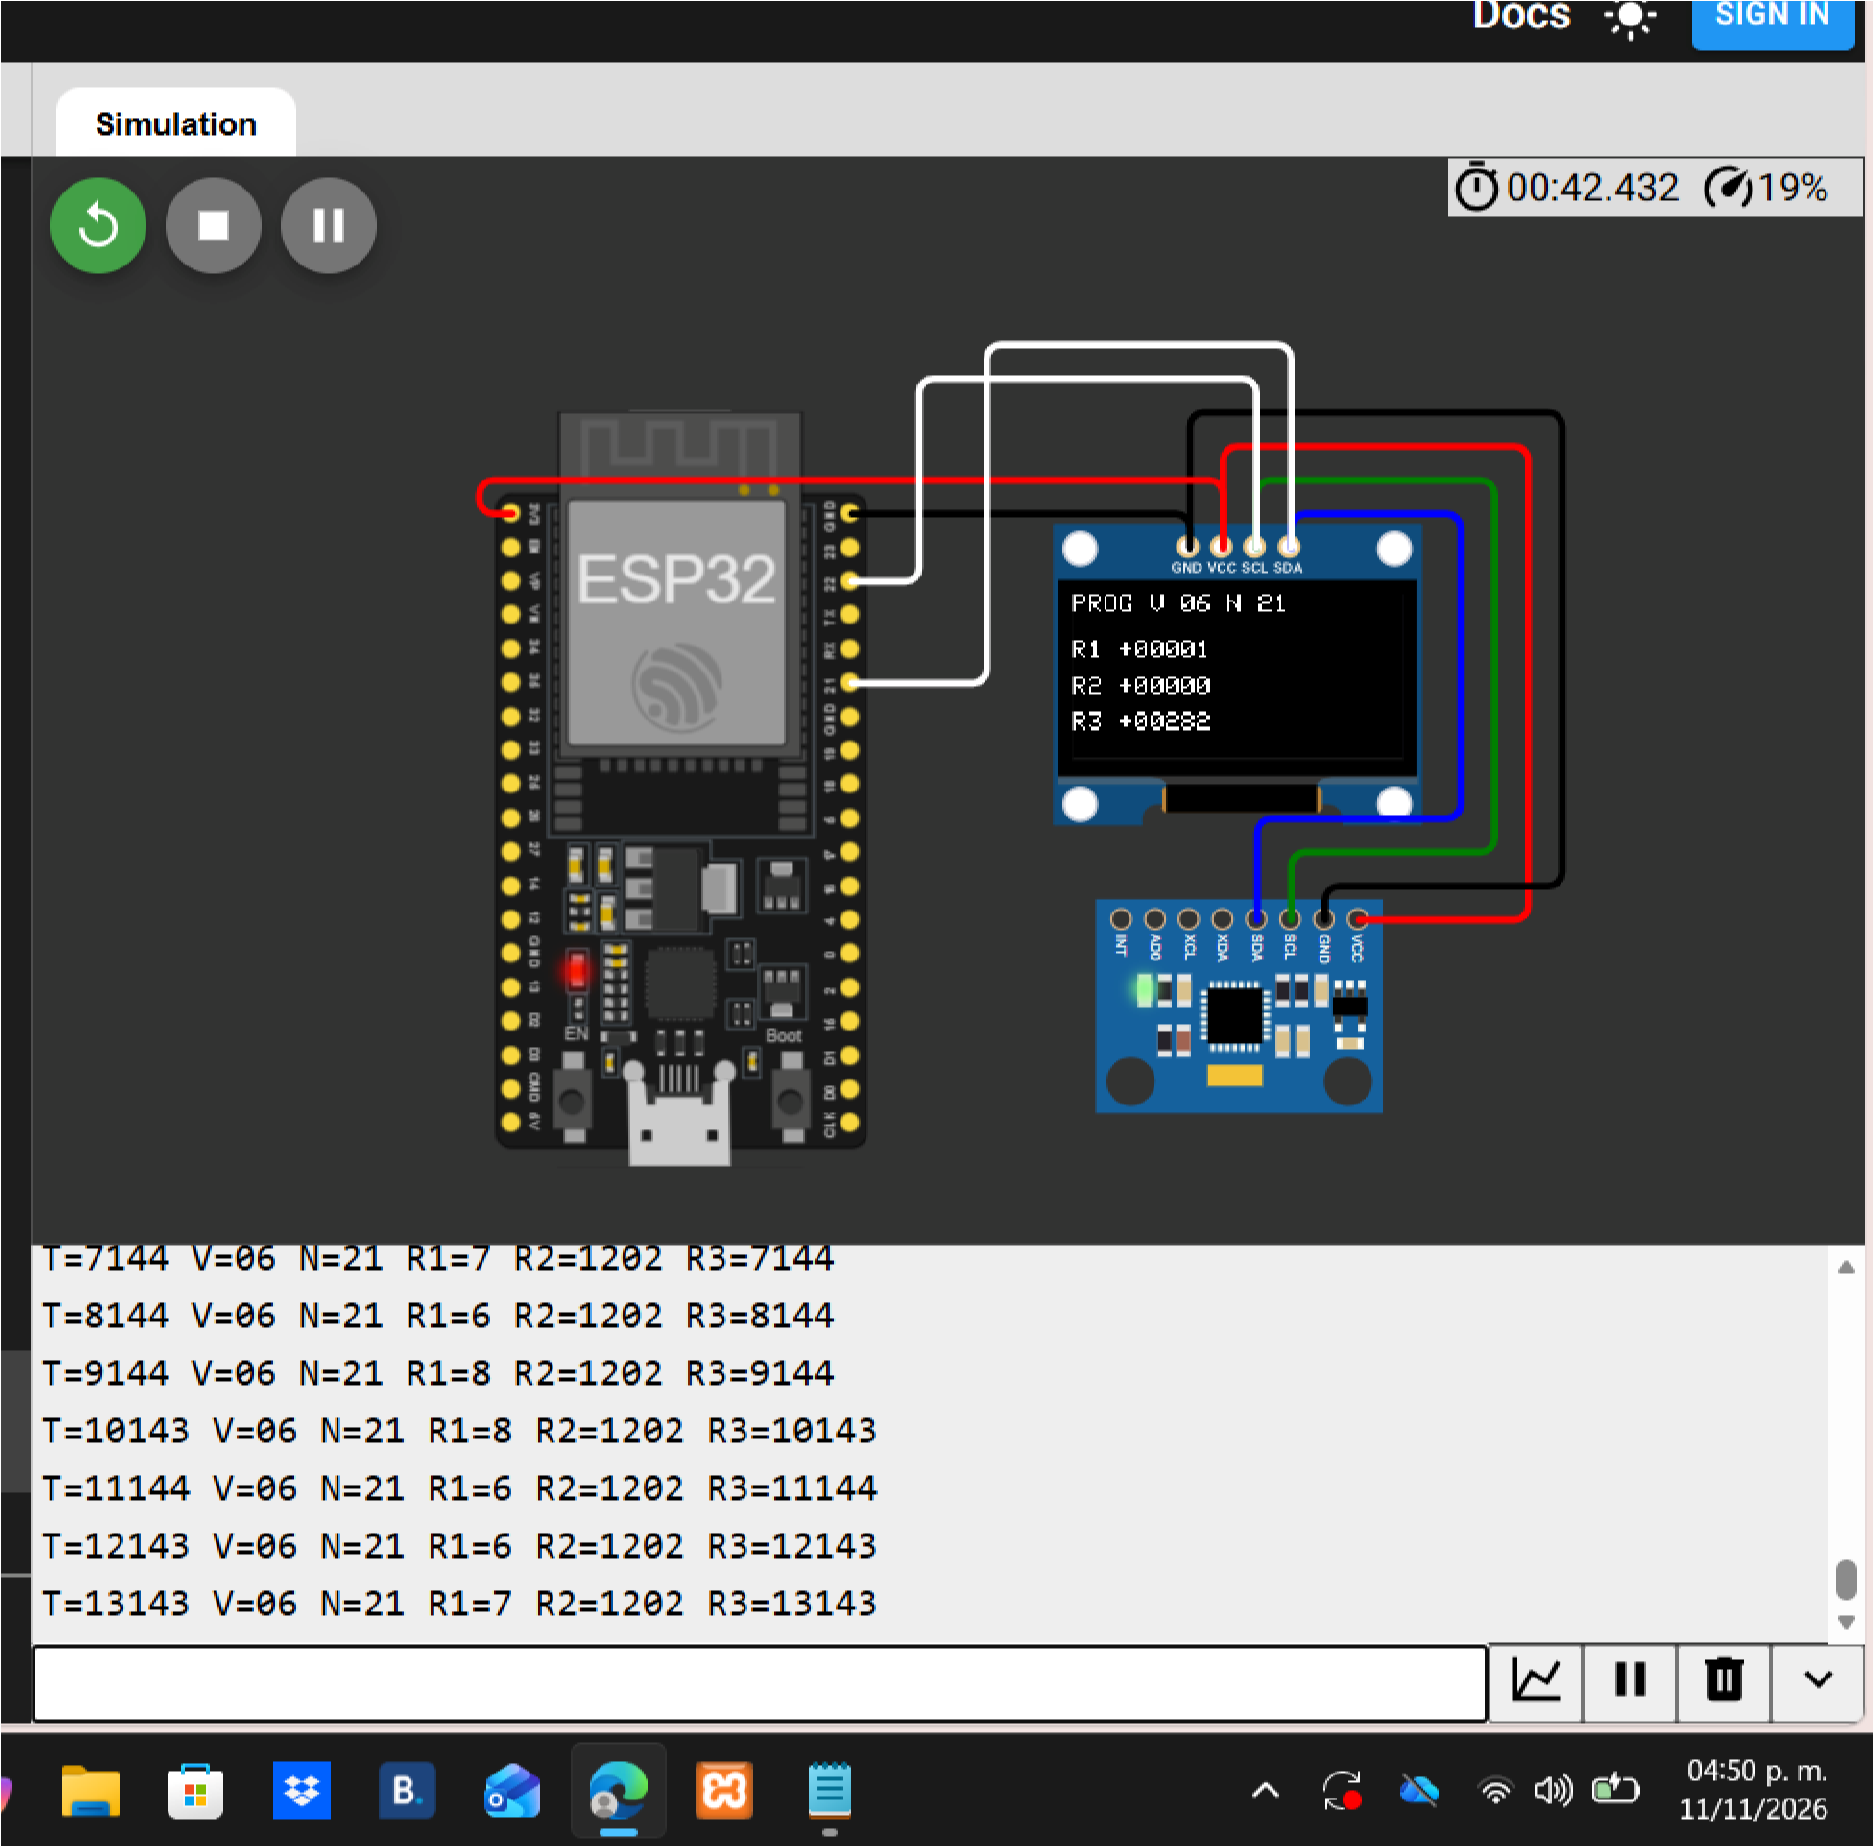 Docs SIGN IN
Simulation
00:42.432 19%
ESP32
GND VCC SCL SDA
PROG V 06 N 21
R1 +00001
R2 +00000
R3 +00282
INT AD0 XCL XDA SDA SCL GND VCC
EN Boot
T=7144 V=06 N=21 R1=7 R2=1202 R3=7144
T=8144 V=06 N=21 R1=6 R2=1202 R3=8144
T=9144 V=06 N=21 R1=8 R2=1202 R3=9144
T=10143 V=06 N=21 R1=8 R2=1202 R3=10143
T=11144 V=06 N=21 R1=6 R2=1202 R3=11144
T=12143 V=06 N=21 R1=6 R2=1202 R3=12143
T=13143 V=06 N=21 R1=7 R2=1202 R3=13143
B.
04:50 p. m.
11/11/2026